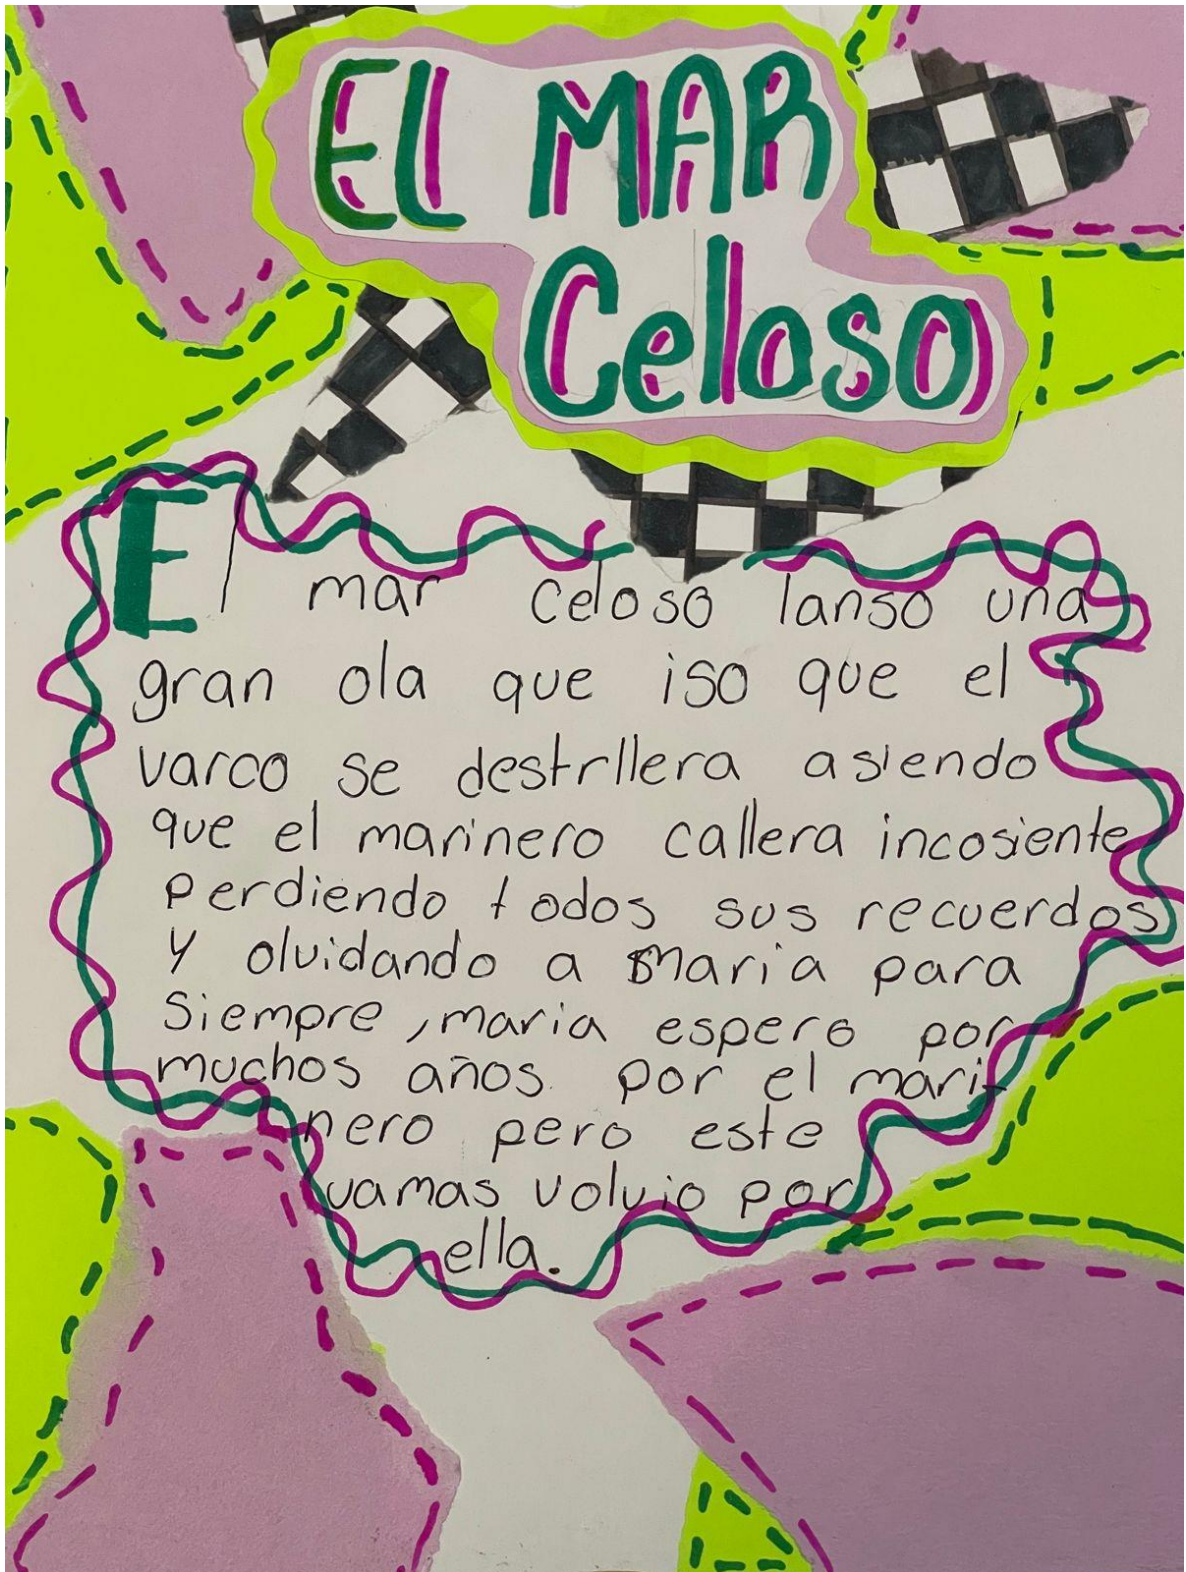 El MAR
Celoso
El mar celoso lanso una
gran ola que iso que el
varco se destrllera asiendo
que el marinero callera incosiente
Perdiendo todos sus recuerdos
y olvidando a maria para
Siempre, maria espero por
muchos años por el mari-
nero pero este
vamas volvio por
ella.